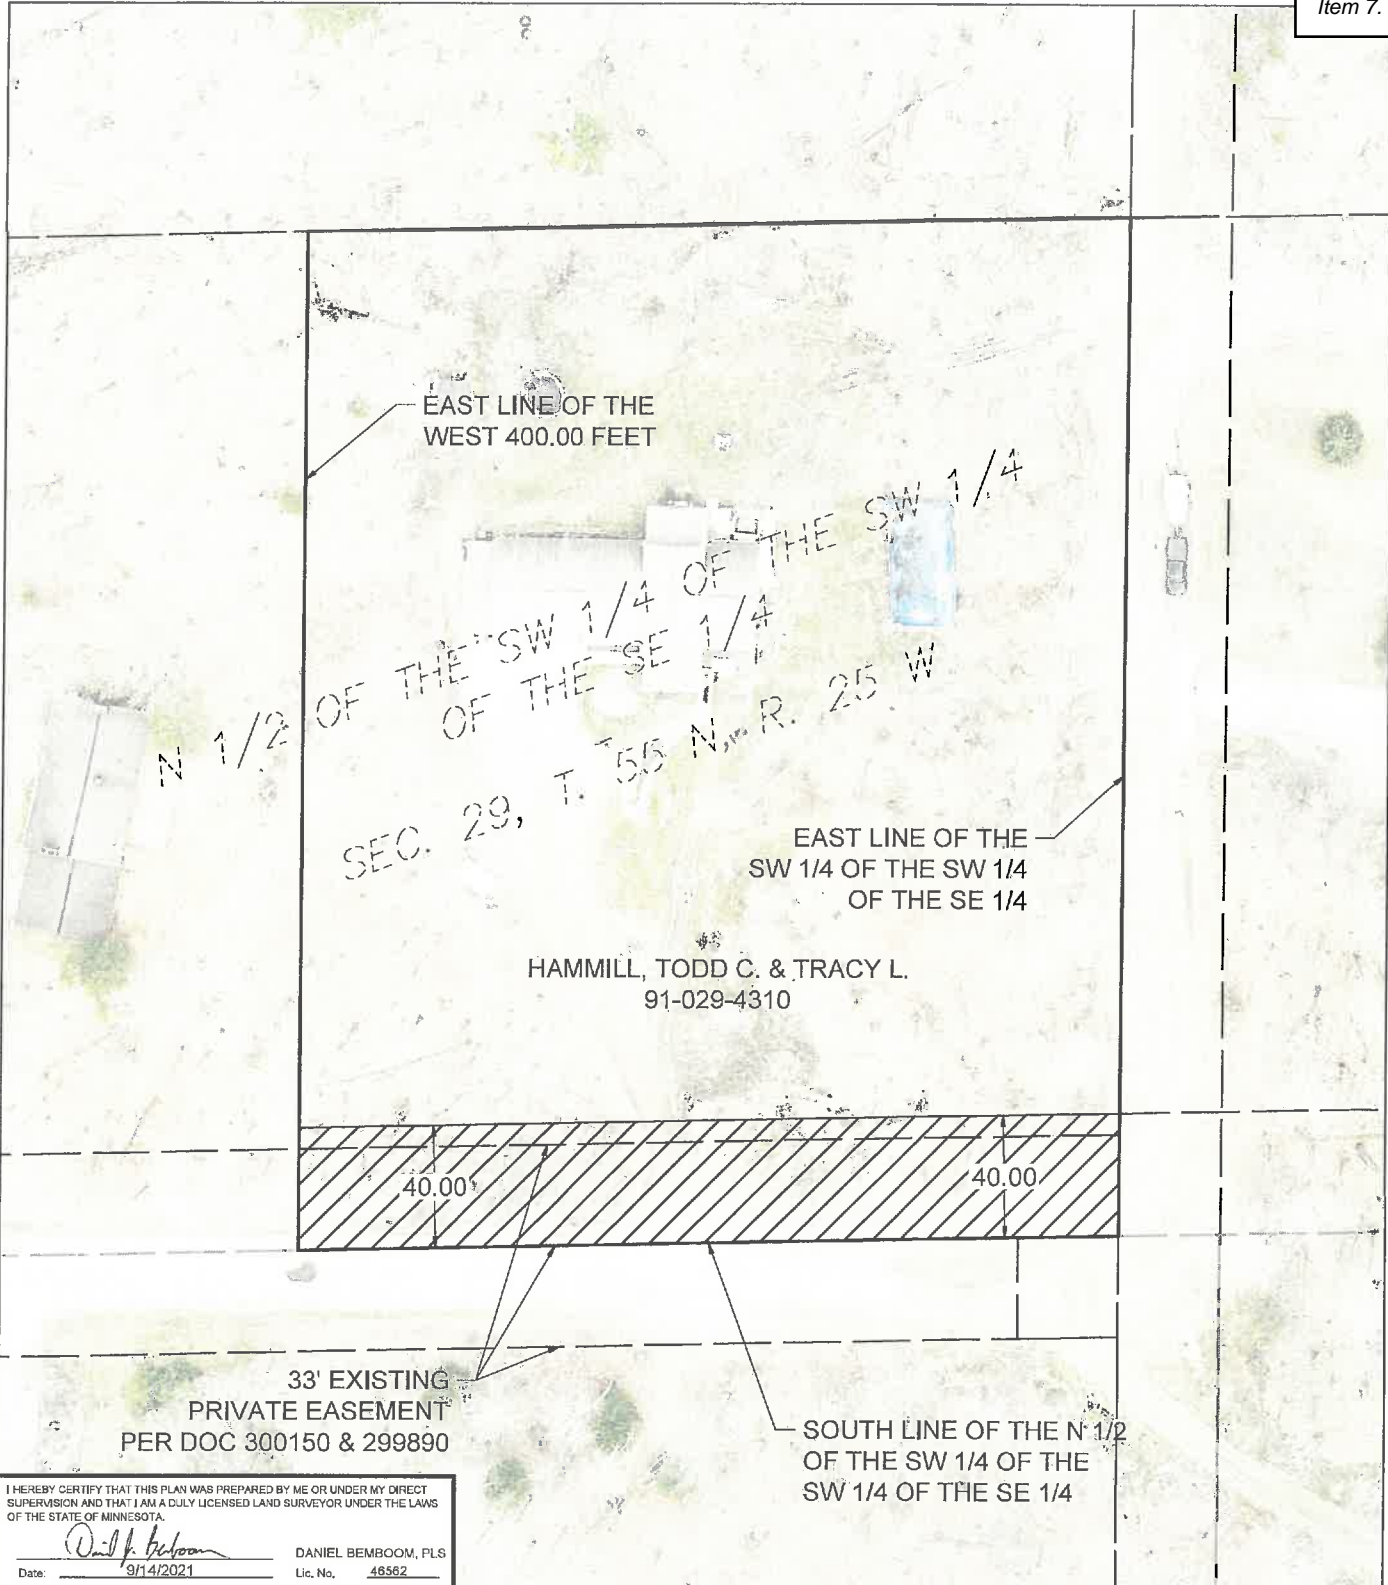 Item 7.
EAST LINE OF THE
WEST 400.00 FEET
N 1/2 OF THE SW 1/4 OF THE SW 1/4
OF THE SE 1/4
SEC. 29, T. 55 N, R. 25 W
EAST LINE OF THE
SW 1/4 OF THE SW 1/4
OF THE SE 1/4
HAMMILL, TODD C. & TRACY L.
91-029-4310
40.00
40.00
33' EXISTING
PRIVATE EASEMENT
PER DOC 300150 & 299890
SOUTH LINE OF THE N 1/2
OF THE SW 1/4 OF THE
SW 1/4 OF THE SE 1/4
I HEREBY CERTIFY THAT THIS PLAN WAS PREPARED BY ME OR UNDER MY DIRECT
SUPERVISION AND THAT I AM A DULY LICENSED LAND SURVEYOR UNDER THE LAWS
OF THE STATE OF MINNESOTA.
DANIEL BEMBOOM, PLS
Date: 9/14/2021
Lic. No. 46562